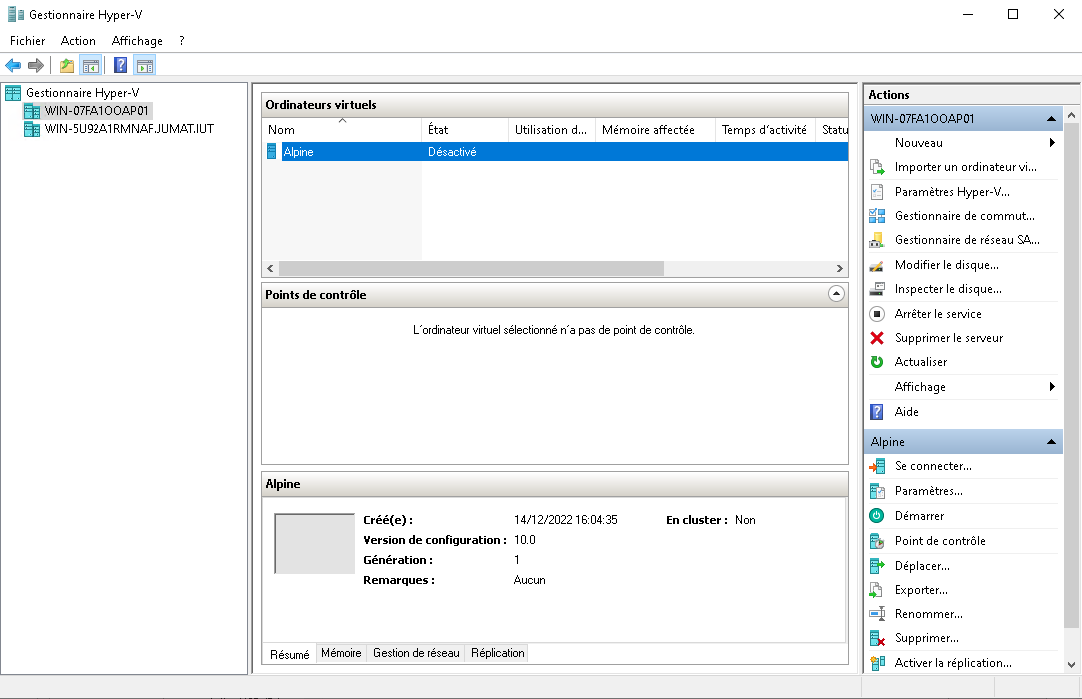 Gestionnaire Hyper-V
Fichier Action Affichage ?
Gestionnaire Hyper-V
WIN-07FA1OOAP01
WIN-5U92A1RMNAF.JUMAT.IUT
Ordinateurs virtuels
Nom État Utilisation d... Mémoire affectée Temps d'activité Statu
Alpine Désactivé
Points de contrôle
L'ordinateur virtuel sélectionné n'a pas de point de contrôle.
Alpine
Créé(e) : 14/12/2022 16:04:35 En cluster : Non
Version de configuration : 10.0
Génération : 1
Remarques : Aucun
Résumé Mémoire Gestion de réseau Réplication
Actions
WIN-07FA1OOAP01
Nouveau
Importer un ordinateur vi...
Paramètres Hyper-V...
Gestionnaire de commut...
Gestionnaire de réseau SA...
Modifier le disque...
Inspecter le disque...
Arrêter le service
Supprimer le serveur
Actualiser
Affichage
Aide
Alpine
Se connecter...
Paramètres...
Démarrer
Point de contrôle
Déplacer...
Exporter...
Renommer...
Supprimer...
Activer la réplication...